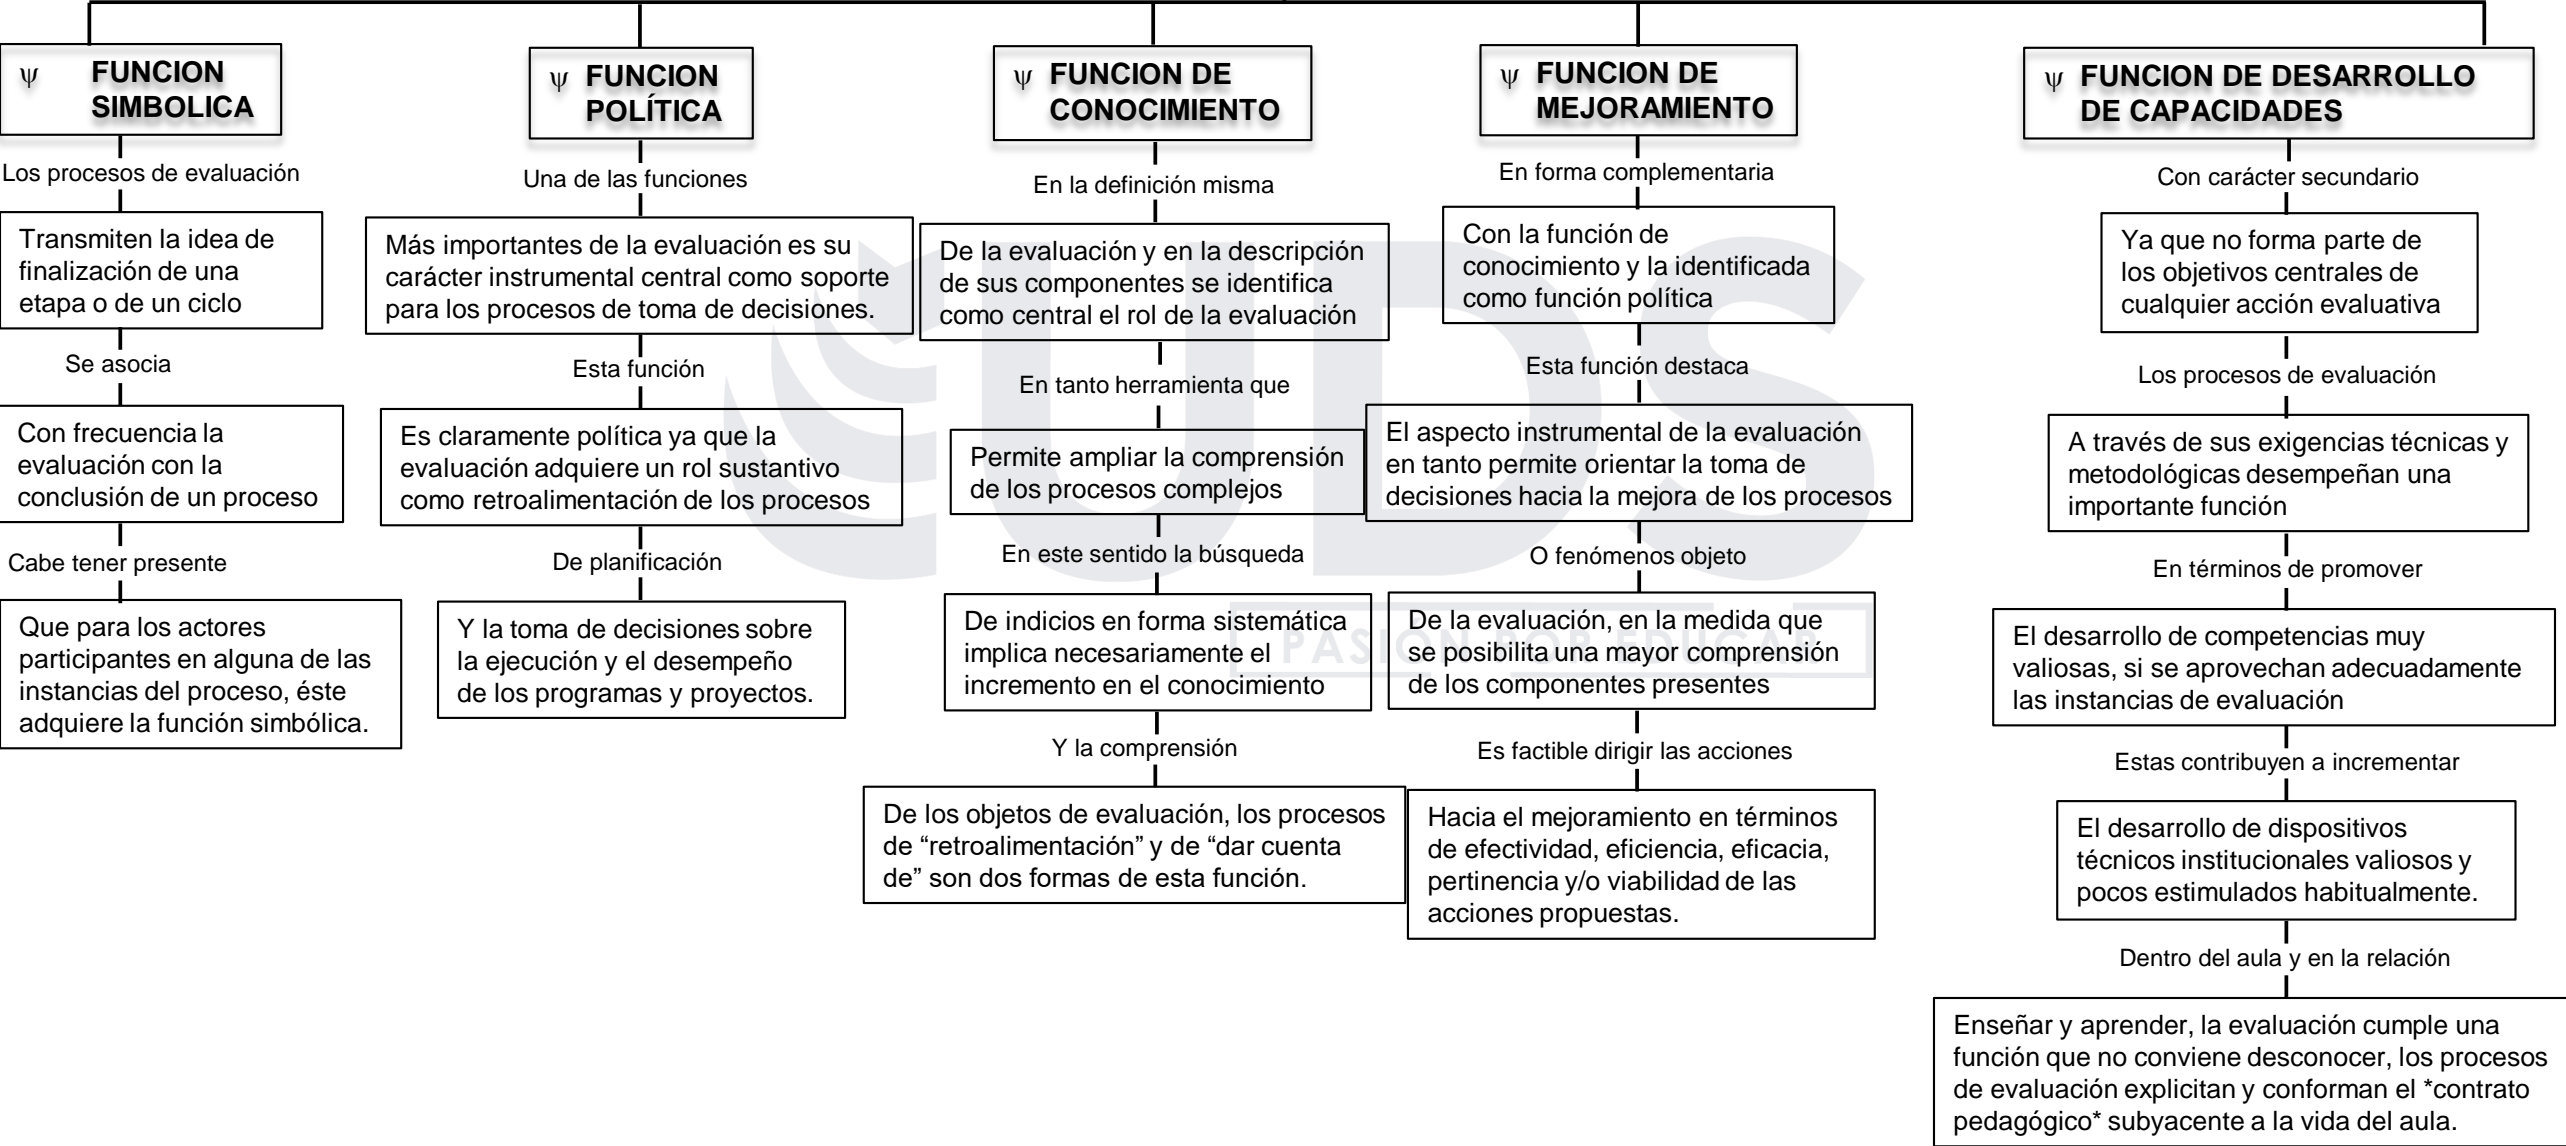 ψ FUNCION
SIMBOLICA
Los procesos de evaluación
Transmiten la idea de
finalización de una
etapa o de un ciclo
Se asocia
Con frecuencia la
evaluación con la
conclusión de un proceso
Cabe tener presente
Que para los actores
participantes en alguna de las
instancias del proceso, éste
adquiere la función simbólica.
ψ FUNCION
POLÍTICA
Una de las funciones
Más importantes de la evaluación es su
carácter instrumental central como soporte
para los procesos de toma de decisiones.
Esta función
Es claramente política ya que la
evaluación adquiere un rol sustantivo
como retroalimentación de los procesos
De planificación
Y la toma de decisiones sobre
la ejecución y el desempeño
de los programas y proyectos.
ψ FUNCION DE
CONOCIMIENTO
En la definición misma
De la evaluación y en la descripción
de sus componentes se identifica
como central el rol de la evaluación
En tanto herramienta que
Permite ampliar la comprensión
de los procesos complejos
En este sentido la búsqueda
De indicios en forma sistemática
implica necesariamente el
incremento en el conocimiento
Y la comprensión
De los objetos de evaluación, los procesos
de “retroalimentación” y de “dar cuenta
de” son dos formas de esta función.
ψ FUNCION DE
MEJORAMIENTO
En forma complementaria
Con la función de
conocimiento y la identificada
como función política
Esta función destaca
El aspecto instrumental de la evaluación
en tanto permite orientar la toma de
decisiones hacia la mejora de los procesos
O fenómenos objeto
De la evaluación, en la medida que
se posibilita una mayor comprensión
de los componentes presentes
Es factible dirigir las acciones
Hacia el mejoramiento en términos
de efectividad, eficiencia, eficacia,
pertinencia y/o viabilidad de las
acciones propuestas.
ψ FUNCION DE DESARROLLO
DE CAPACIDADES
Con carácter secundario
Ya que no forma parte de
los objetivos centrales de
cualquier acción evaluativa
Los procesos de evaluación
A través de sus exigencias técnicas y
metodológicas desempeñan una
importante función
En términos de promover
El desarrollo de competencias muy
valiosas, si se aprovechan adecuadamente
las instancias de evaluación
Estas contribuyen a incrementar
El desarrollo de dispositivos
técnicos institucionales valiosos y
pocos estimulados habitualmente.
Dentro del aula y en la relación
Enseñar y aprender, la evaluación cumple una
función que no conviene desconocer, los procesos
de evaluación explicitan y conforman el *contrato
pedagógico* subyacente a la vida del aula.
UDS
PASIÓN POR EDUCAR